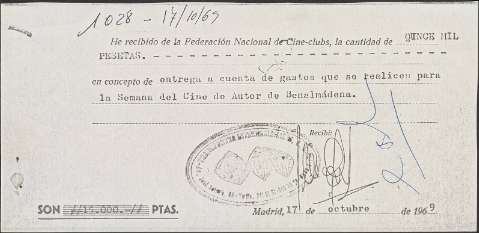 1028 - 17/10/69
He recibido de la Federación Nacional de Cine-clubs, la cantidad de QUINCE MIL
PESETAS. - - - - - - - - - - - - - - - - - - - - - - - - - - - -
en concepto de entrega a cuenta de gastos que se realicen para
la Semana del Cine de Autor de Benalmádena.
Recibí:
SON //15.000.-// PTAS.
Madrid, 17 de octubre de 1969